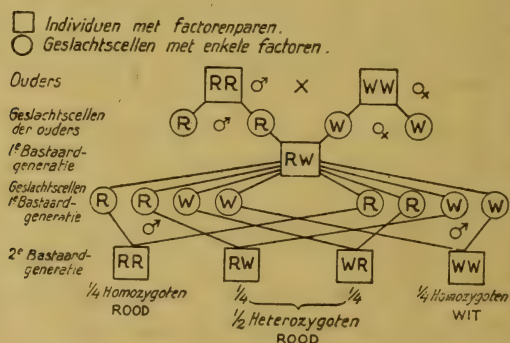 Individuen met factorenparen.
Geslachtscellen met enkele factoren.
Ouders RR ♂ × WW ♀
Geslachtscellen der ouders R ♂ R W ♀ W
1e Bastaard-generatie RW
Geslachtscellen 1e Bastaard-generatie R R W W R R W W
♂ ♂
2e Bastaard-generatie RR RW WR WW
1/4 Homozygoten 1/4 1/4 1/4 Homozygoten
ROOD 1/2 Heterozygoten WIT
ROOD